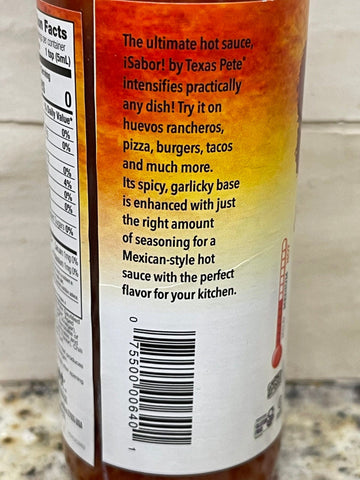 n Facts
per container
1 tsp (5mL)
0
% Daily Value*
0%
0%
0%
4%
0%
0%
0%
The ultimate hot sauce,
¡Sabor! by Texas Pete®
intensifies practically
any dish! Try it on
huevos rancheros,
pizza, burgers, tacos
and much more.
Its spicy, garlicky base
is enhanced with just
the right amount
of seasoning for a
Mexican-style hot
sauce with the perfect
flavor for your kitchen.
0 75500 00640 1